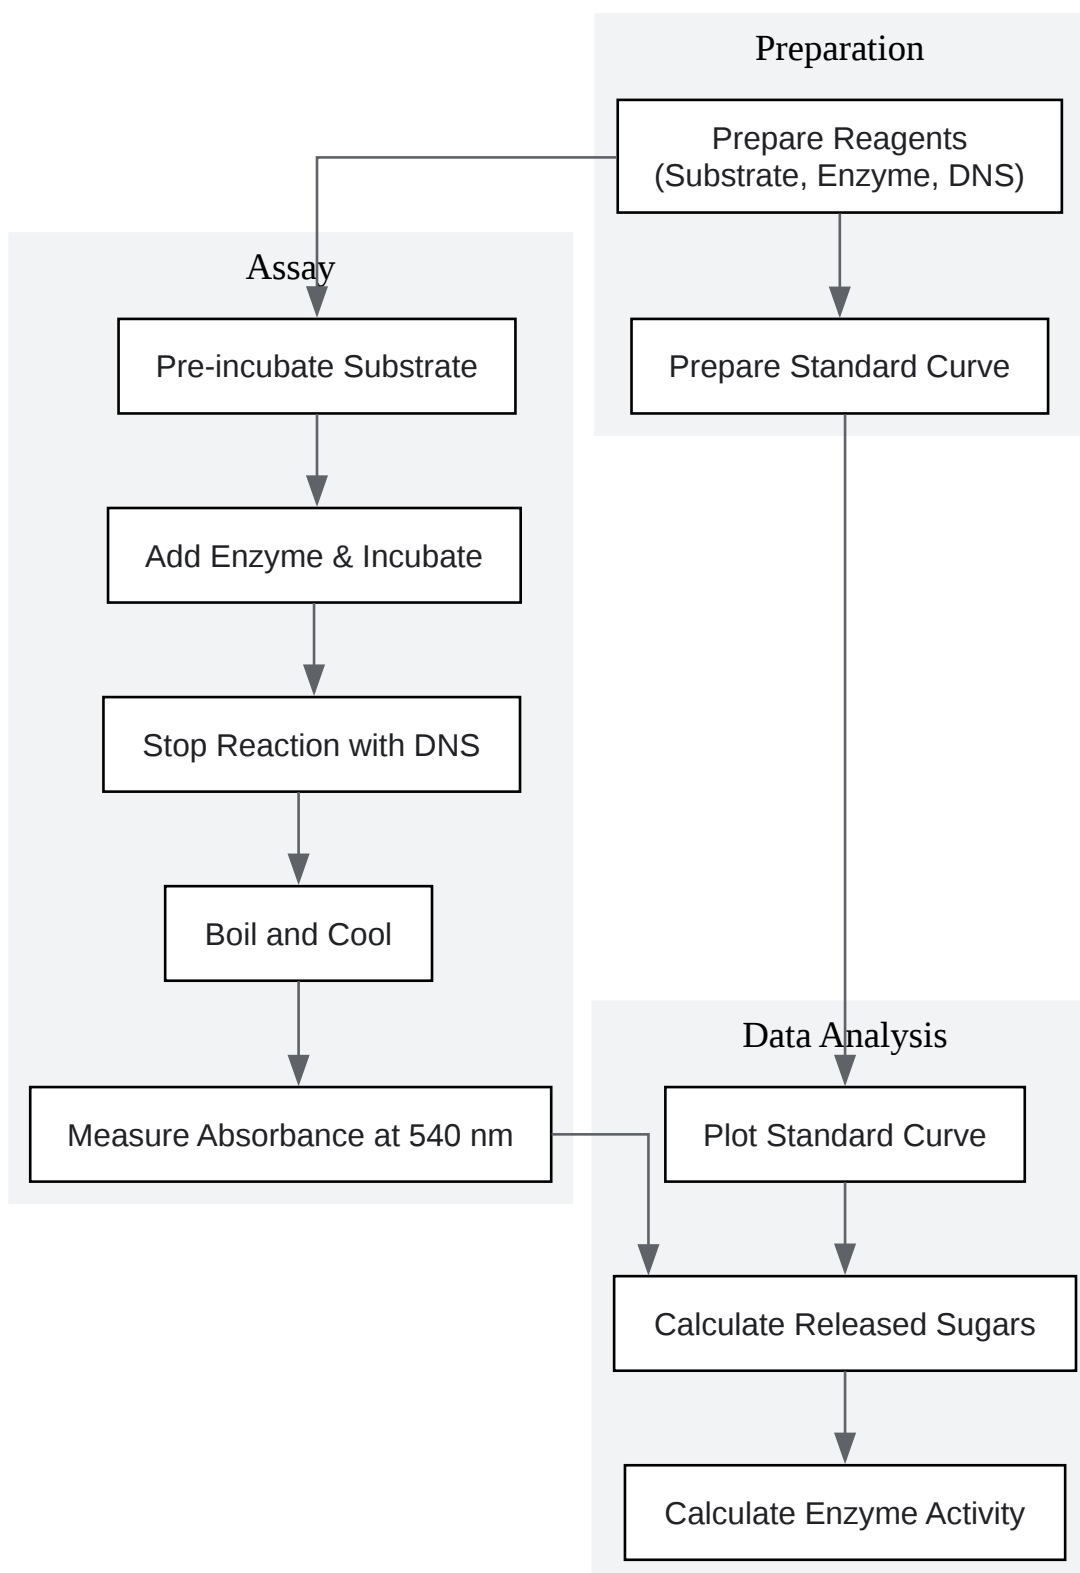 Preparation
Prepare Reagents
(Substrate, Enzyme, DNS)
Prepare Standard Curve
Assay
Pre-incubate Substrate
Add Enzyme & Incubate
Stop Reaction with DNS
Boil and Cool
Measure Absorbance at 540 nm
Data Analysis
Plot Standard Curve
Calculate Released Sugars
Calculate Enzyme Activity